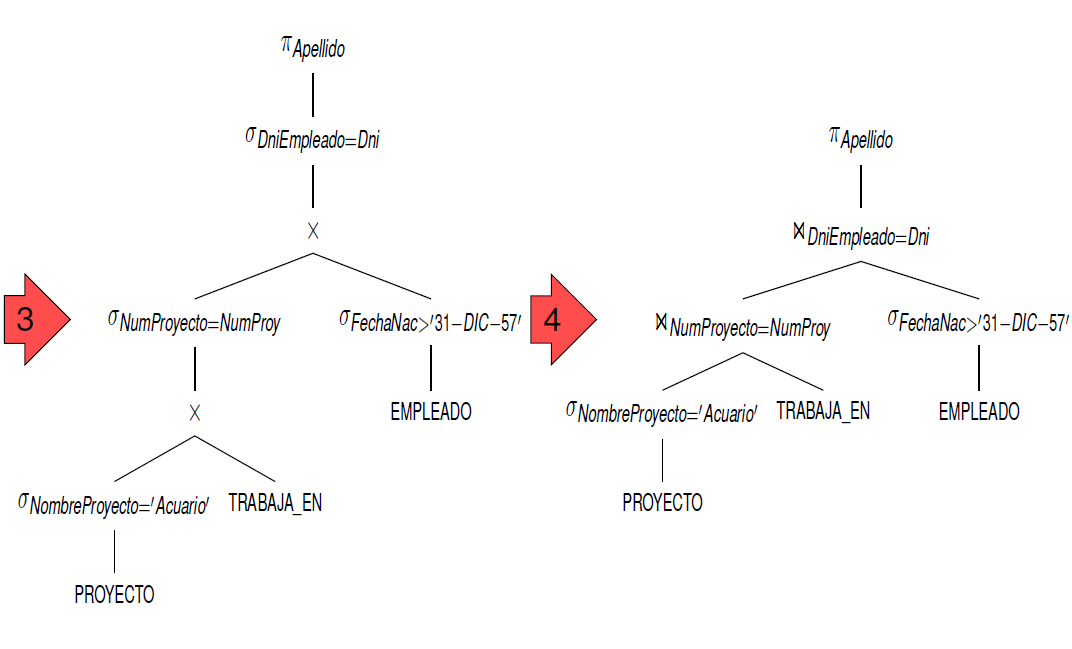 π Apellido
σ DniEmpleado=Dni
×
3
σ NumProyecto=NumProy
σ FechaNac>'31−DIC−57'
×
EMPLEADO
σ NombreProyecto='Acuario'
TRABAJA_EN
PROYECTO
4
π Apellido
⋈ DniEmpleado=Dni
⋈ NumProyecto=NumProy
σ FechaNac>'31−DIC−57'
σ NombreProyecto='Acuario'
TRABAJA_EN
EMPLEADO
PROYECTO